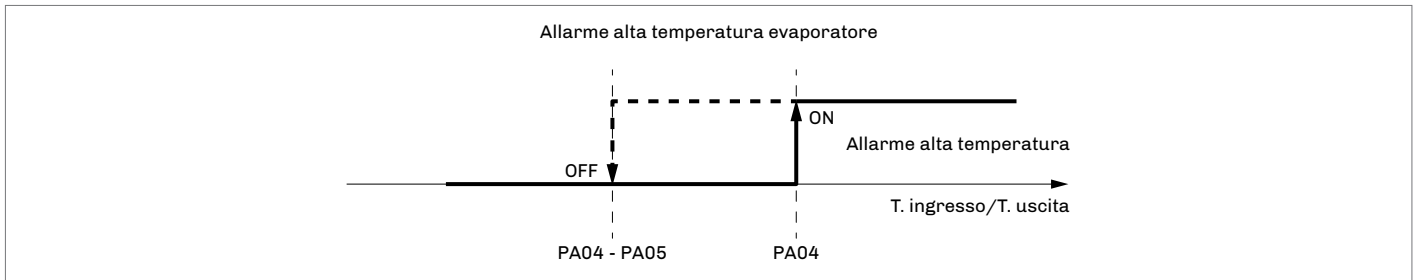 Allarme alta temperatura evaporatore
ON
Allarme alta temperatura
OFF
T. ingresso/T. uscita
PA04 - PA05
PA04